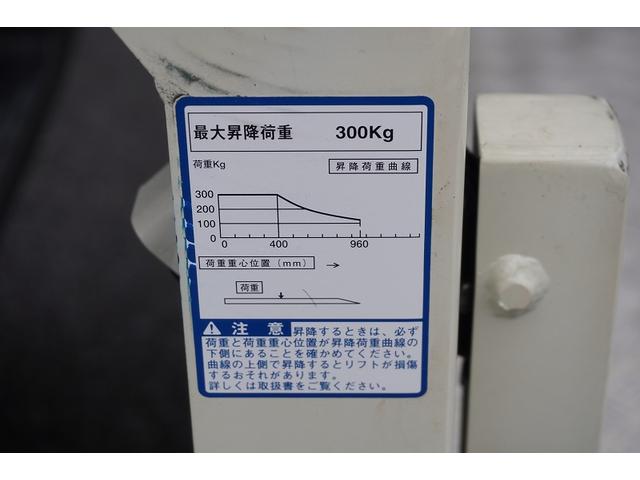 最大昇降荷重 300Kg
荷重Kg 昇降荷重曲線
300
200
100
0
0 400 960
荷重重心位置(mm) →
荷重
注意 昇降するときは、必ず
荷重と荷重重心位置が昇降荷重曲線の
下側にあることを確かめてください。
曲線の上側で昇降するとリフトが損傷
するおそれがあります。
詳しくは取扱書をご覧ください。